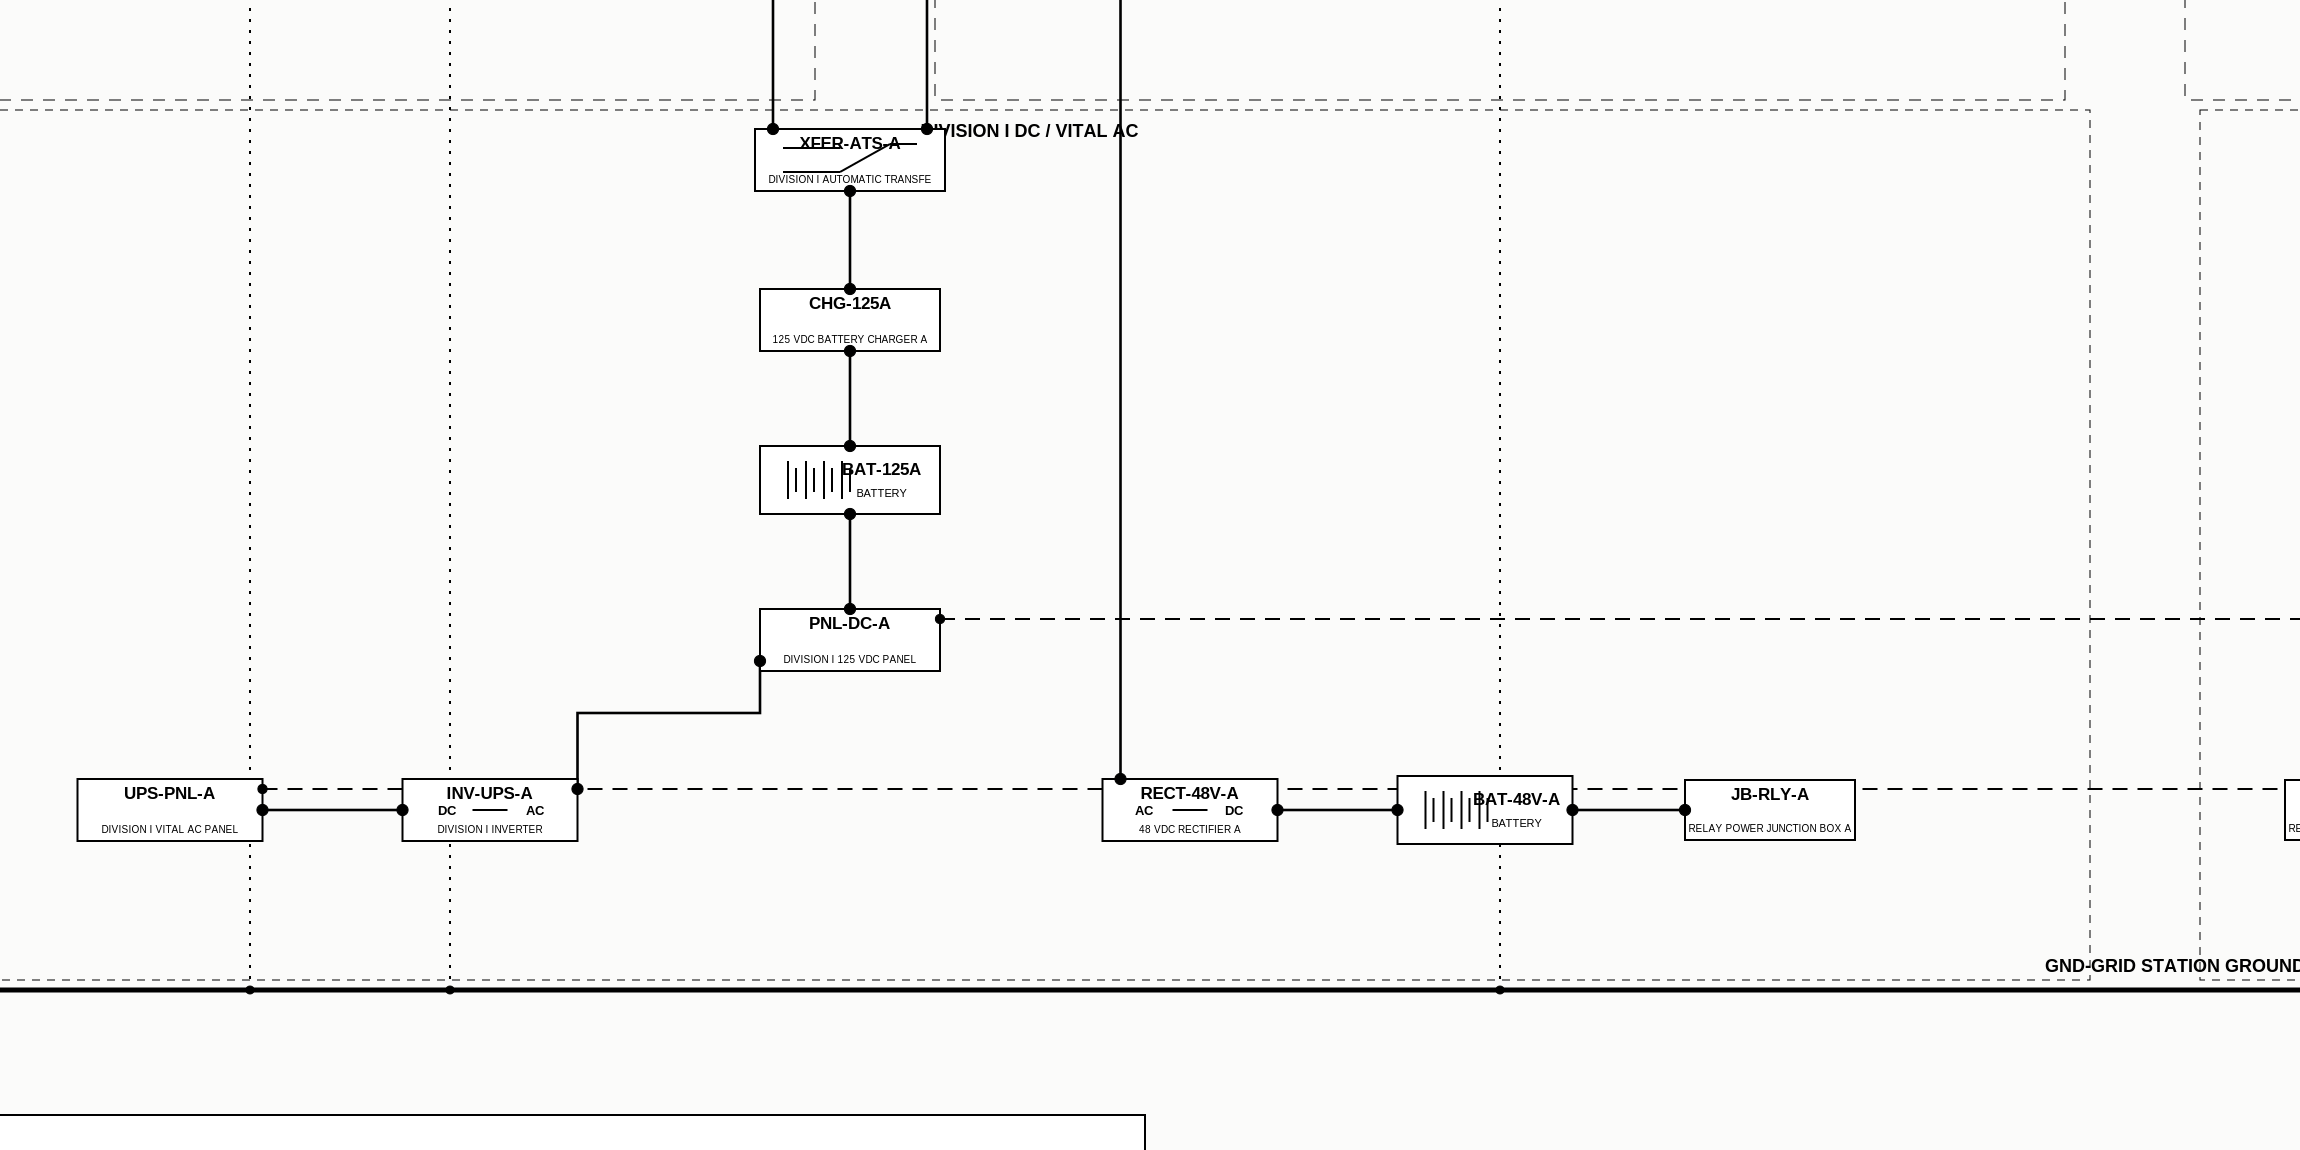 DIVISION I DC / VITAL AC
XFER-ATS-A
DIVISION I AUTOMATIC TRANSFE
CHG-125A
125 VDC BATTERY CHARGER A
BAT-125A
BATTERY
PNL-DC-A
DIVISION I 125 VDC PANEL
UPS-PNL-A
DIVISION I VITAL AC PANEL
INV-UPS-A
DC AC
DIVISION I INVERTER
RECT-48V-A
AC DC
48 VDC RECTIFIER A
BAT-48V-A
BATTERY
JB-RLY-A
RELAY POWER JUNCTION BOX A
RE
GND-GRID STATION GROUND